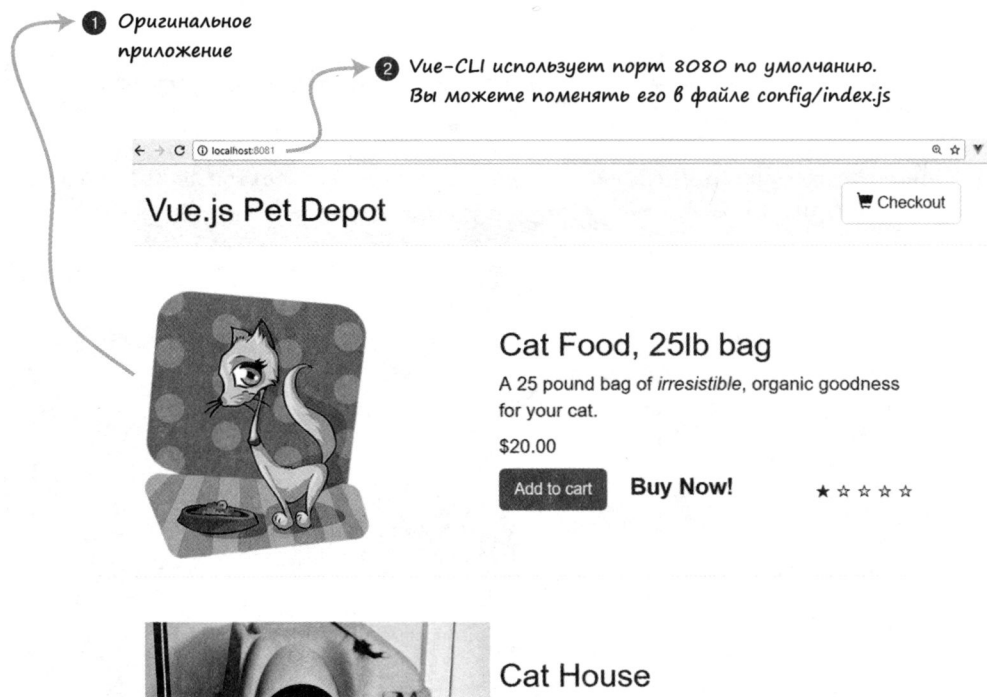 1 Оригинальное
приложение
2 Vue-CLI использует порт 8080 по умолчанию.
Вы можете поменять его в файле config/index.js
localhost:8081
Vue.js Pet Depot
Checkout
Cat Food, 25lb bag
A 25 pound bag of irresistible, organic goodness
for your cat.
$20.00
Add to cart Buy Now! ★ ☆ ☆ ☆ ☆
Cat House